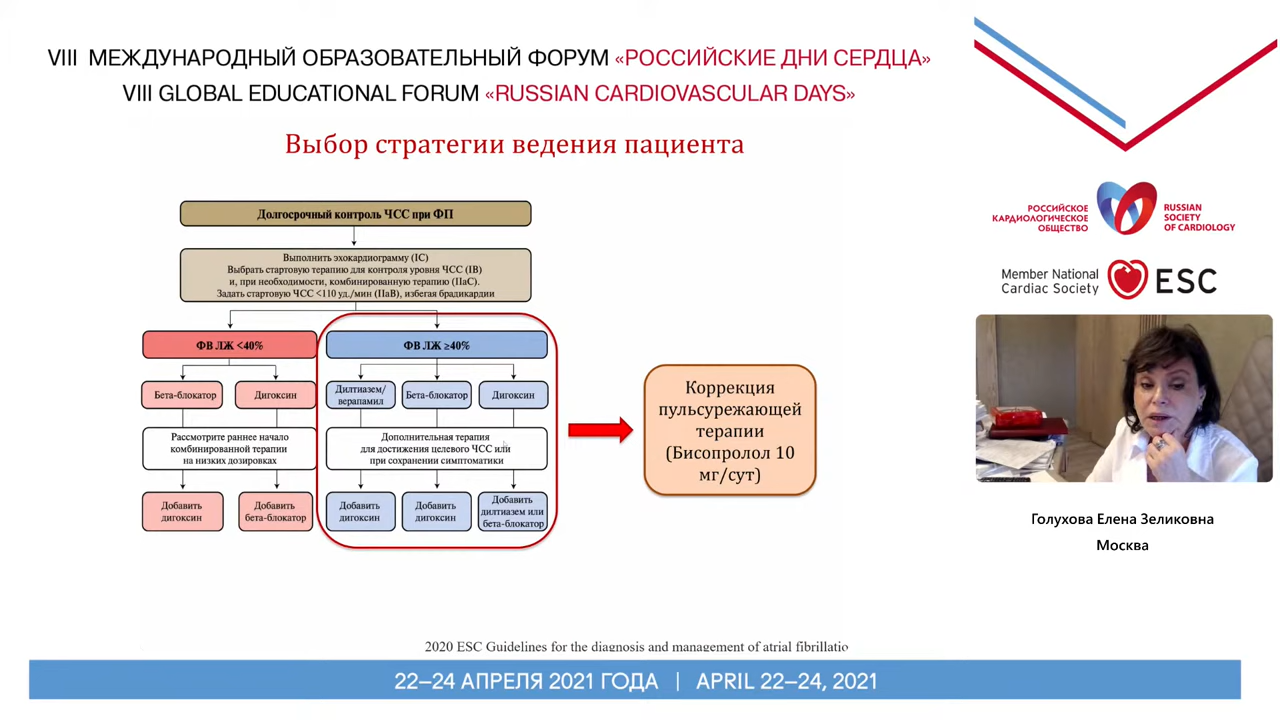 VIII МЕЖДУНАРОДНЫЙ ОБРАЗОВАТЕЛЬНЫЙ ФОРУМ «РОССИЙСКИЕ ДНИ СЕРДЦА»
VIII GLOBAL EDUCATIONAL FORUM «RUSSIAN CARDIOVASCULAR DAYS»
Выбор стратегии ведения пациента
Долгосрочный контроль ЧСС при ФП
Выполнить эхокардиограмму (IC)
Выбрать стартовую терапию для контроля уровня ЧСС (IB)
и, при необходимости, комбинированную терапию (IIaC).
Задать стартовую ЧСС <110 уд./мин (IIaB), избегая брадикардии
ФВ ЛЖ <40%
Бета-блокатор
Дигоксин
Рассмотрите раннее начало
комбинированной терапии
на низких дозировках
Добавить
дигоксин
Добавить
бета-блокатор
ФВ ЛЖ ≥40%
Дилтиазем/
верапамил
Бета-блокатор
Дигоксин
Дополнительная терапия
для достижения целевого ЧСС или
при сохранении симптоматики
Добавить
дигоксин
Добавить
дигоксин
Добавить
дилтиазем или
бета-блокатор
Коррекция
пульсурежающей
терапии
(Бисопролол 10
мг/сут)
2020 ESC Guidelines for the diagnosis and management of atrial fibrillatio
РОССИЙСКОЕ
КАРДИОЛОГИЧЕСКОЕ
ОБЩЕСТВО
RUSSIAN
SOCIETY
OF CARDIOLOGY
Member National
Cardiac Society
ESC
Голухова Елена Зеликовна
Москва
22–24 АПРЕЛЯ 2021 ГОДА | APRIL 22–24, 2021